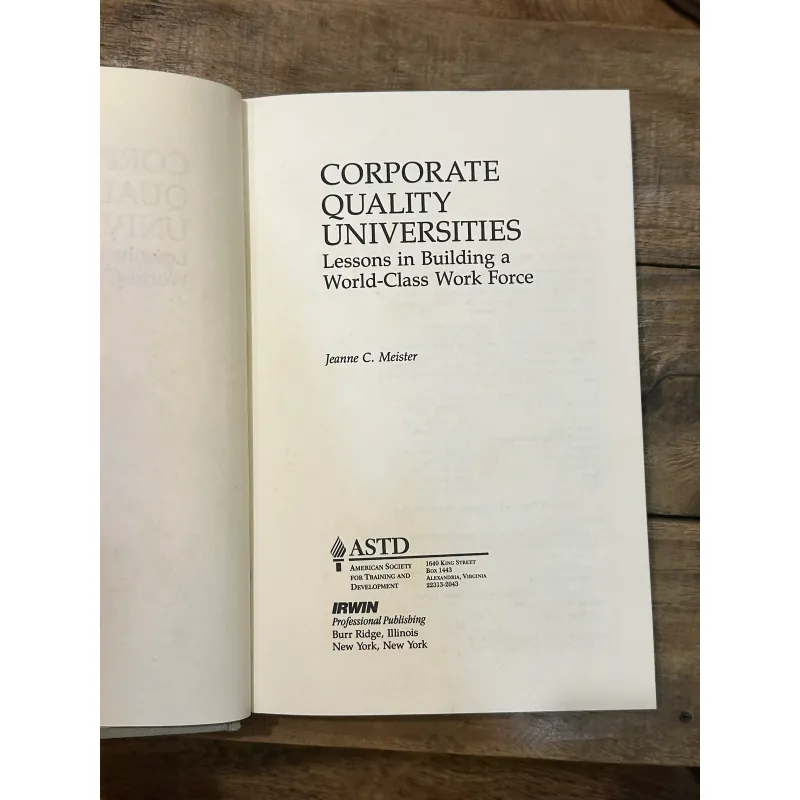 CORPORATE
QUALITY
UNIVERSITIES
Lessons in Building a
World-Class Work Force
Jeanne C. Meister
ASTD
AMERICAN SOCIETY
FOR TRAINING AND
DEVELOPMENT
1640 KING STREET
BOX 1443
ALEXANDRIA, VIRGINIA
22313-2043
IRWIN
Professional Publishing
Burr Ridge, Illinois
New York, New York